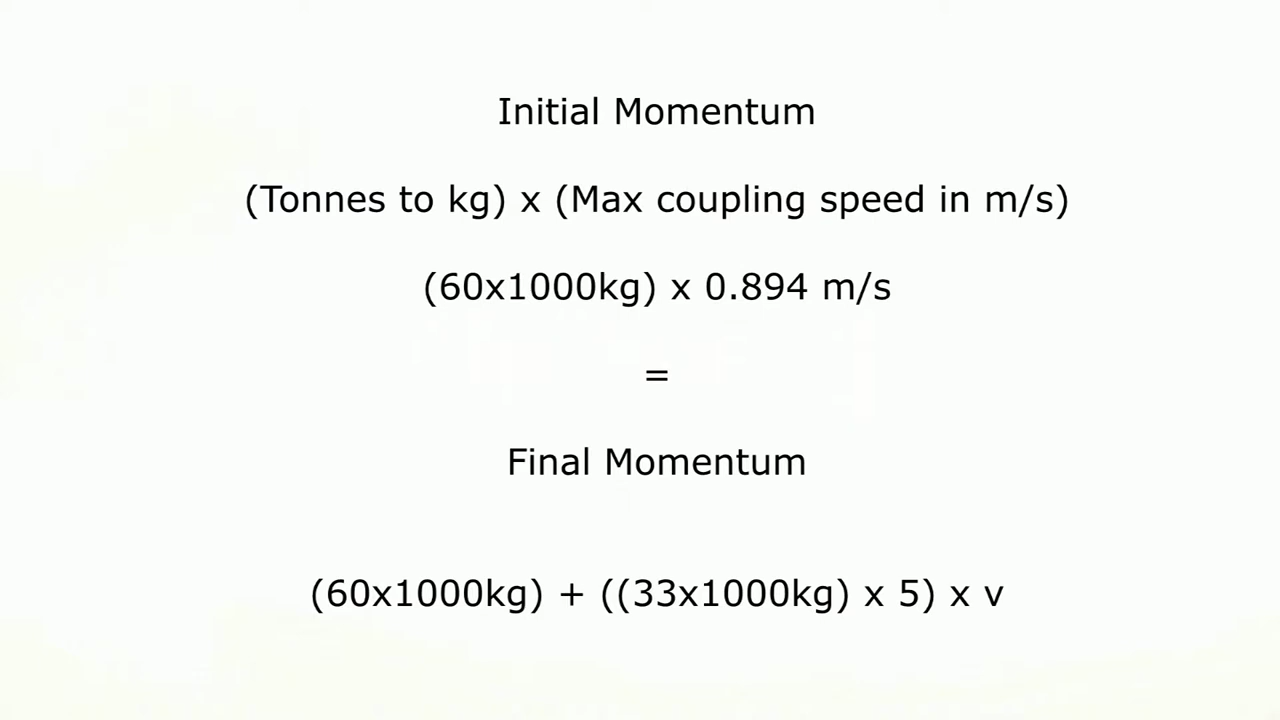 Initial Momentum
(Tonnes to kg) x (Max coupling speed in m/s)
(60x1000kg) x 0.894 m/s
=
Final Momentum
(60x1000kg) + ((33x1000kg) x 5) x v